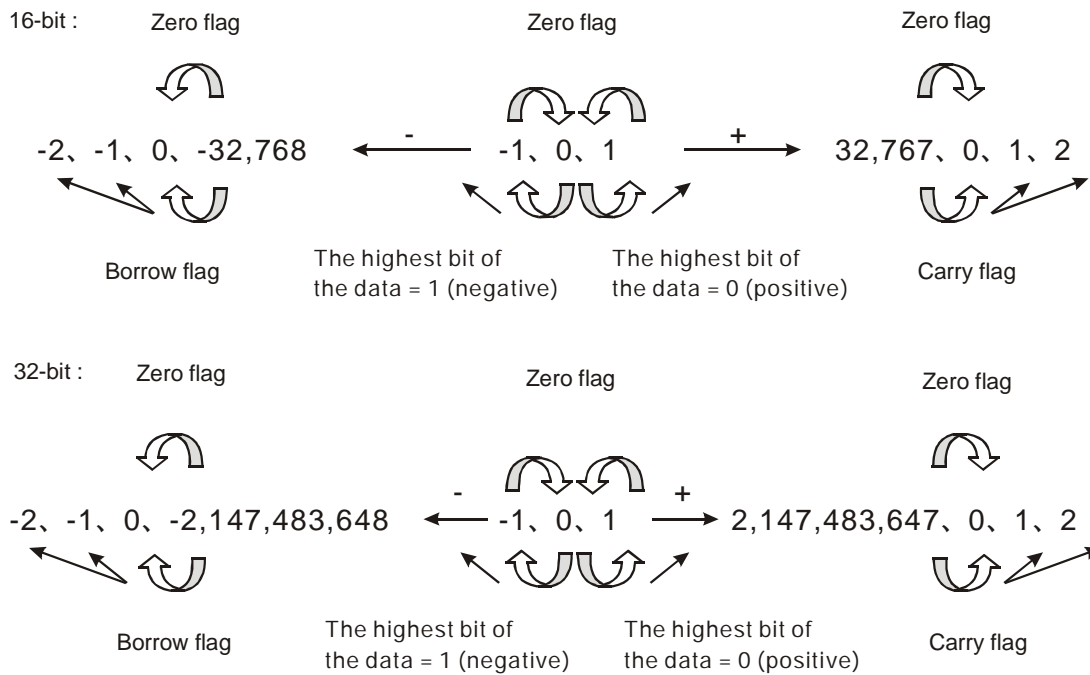 16-bit : Zero flag Zero flag Zero flag
- +
-2、 -1、 0、 -32,768 -1、 0、 1 32,767、 0、 1、 2
Borrow flag The highest bit of the data = 1 (negative) The highest bit of the data = 0 (positive) Carry flag
32-bit : Zero flag Zero flag Zero flag
- +
-2、 -1、 0、 -2,147,483,648 -1、 0、 1 2,147,483,647、 0、 1、 2
Borrow flag The highest bit of the data = 1 (negative) The highest bit of the data = 0 (positive) Carry flag